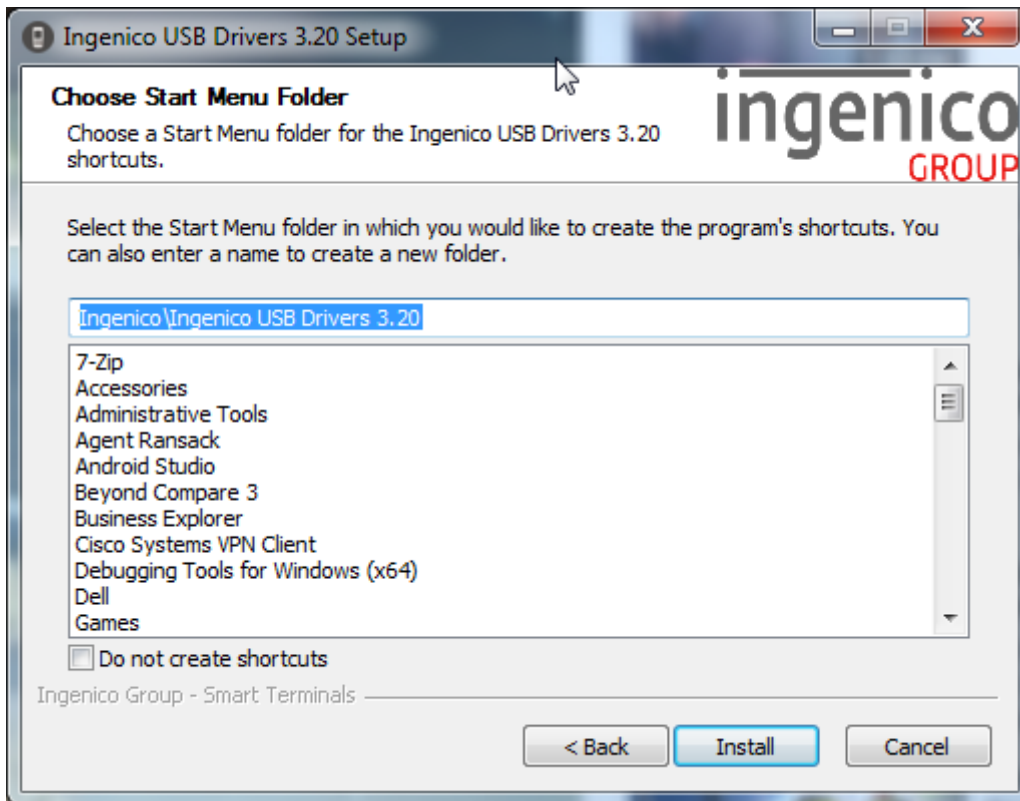 Ingenico USB Drivers 3.20 Setup
Choose Start Menu Folder
Choose a Start Menu folder for the Ingenico USB Drivers 3.20
shortcuts.
ingenico
GROUP
Select the Start Menu folder in which you would like to create the program's shortcuts. You
can also enter a name to create a new folder.
Ingenico\Ingenico USB Drivers 3.20
7-Zip
Accessories
Administrative Tools
Agent Ransack
Android Studio
Beyond Compare 3
Business Explorer
Cisco Systems VPN Client
Debugging Tools for Windows (x64)
Dell
Games
Do not create shortcuts
Ingenico Group - Smart Terminals
< Back
Install
Cancel